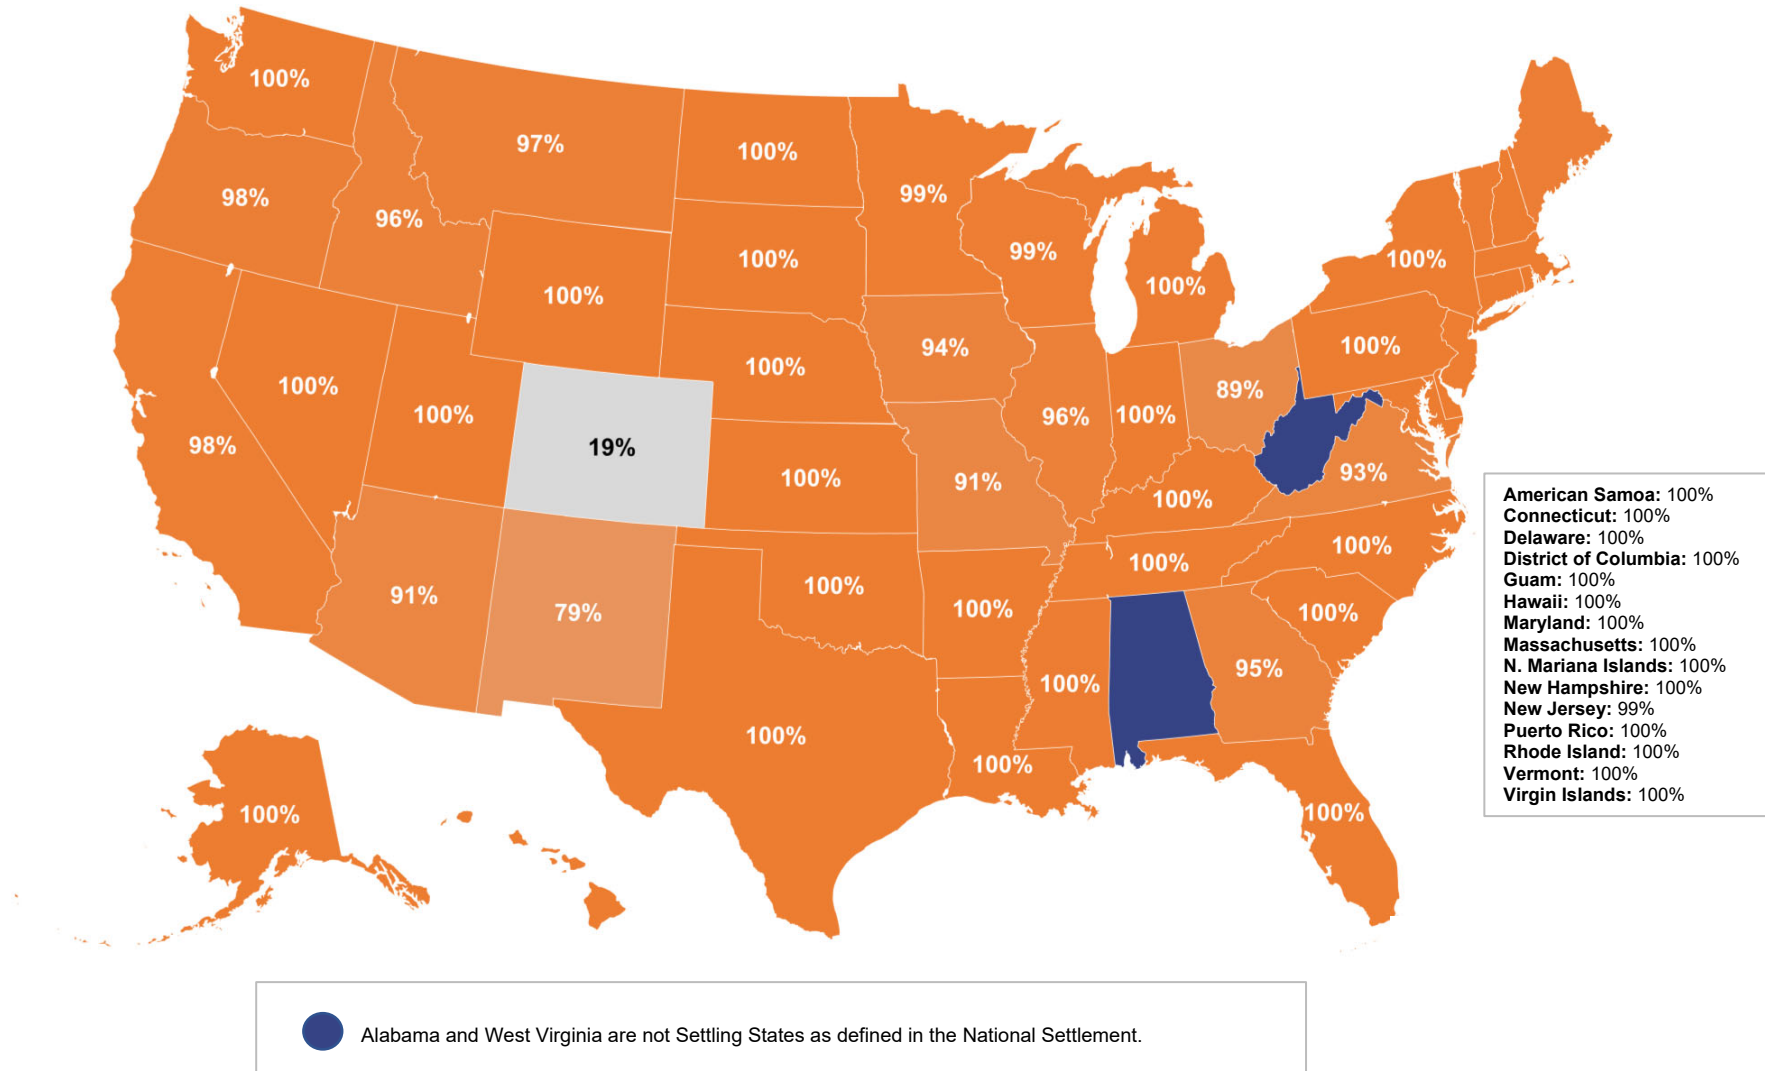 100%
97%
100%
98%
96%
99%
99%
100%
100%
100%
100%
100%
94%
100%
100%
100%
100%
98%
19%
89%
96%
100%
91%
100%
100%
93%
91%
79%
100%
100%
100%
100%
100%
100%
95%
100%
100%
100%
100%
100%
American Samoa: 100%
Connecticut: 100%
Delaware: 100%
District of Columbia: 100%
Guam: 100%
Hawaii: 100%
Maryland: 100%
Massachusetts: 100%
N. Mariana Islands: 100%
New Hampshire: 100%
New Jersey: 99%
Puerto Rico: 100%
Rhode Island: 100%
Vermont: 100%
Virgin Islands: 100%
Alabama and West Virginia are not Settling States as defined in the National Settlement.